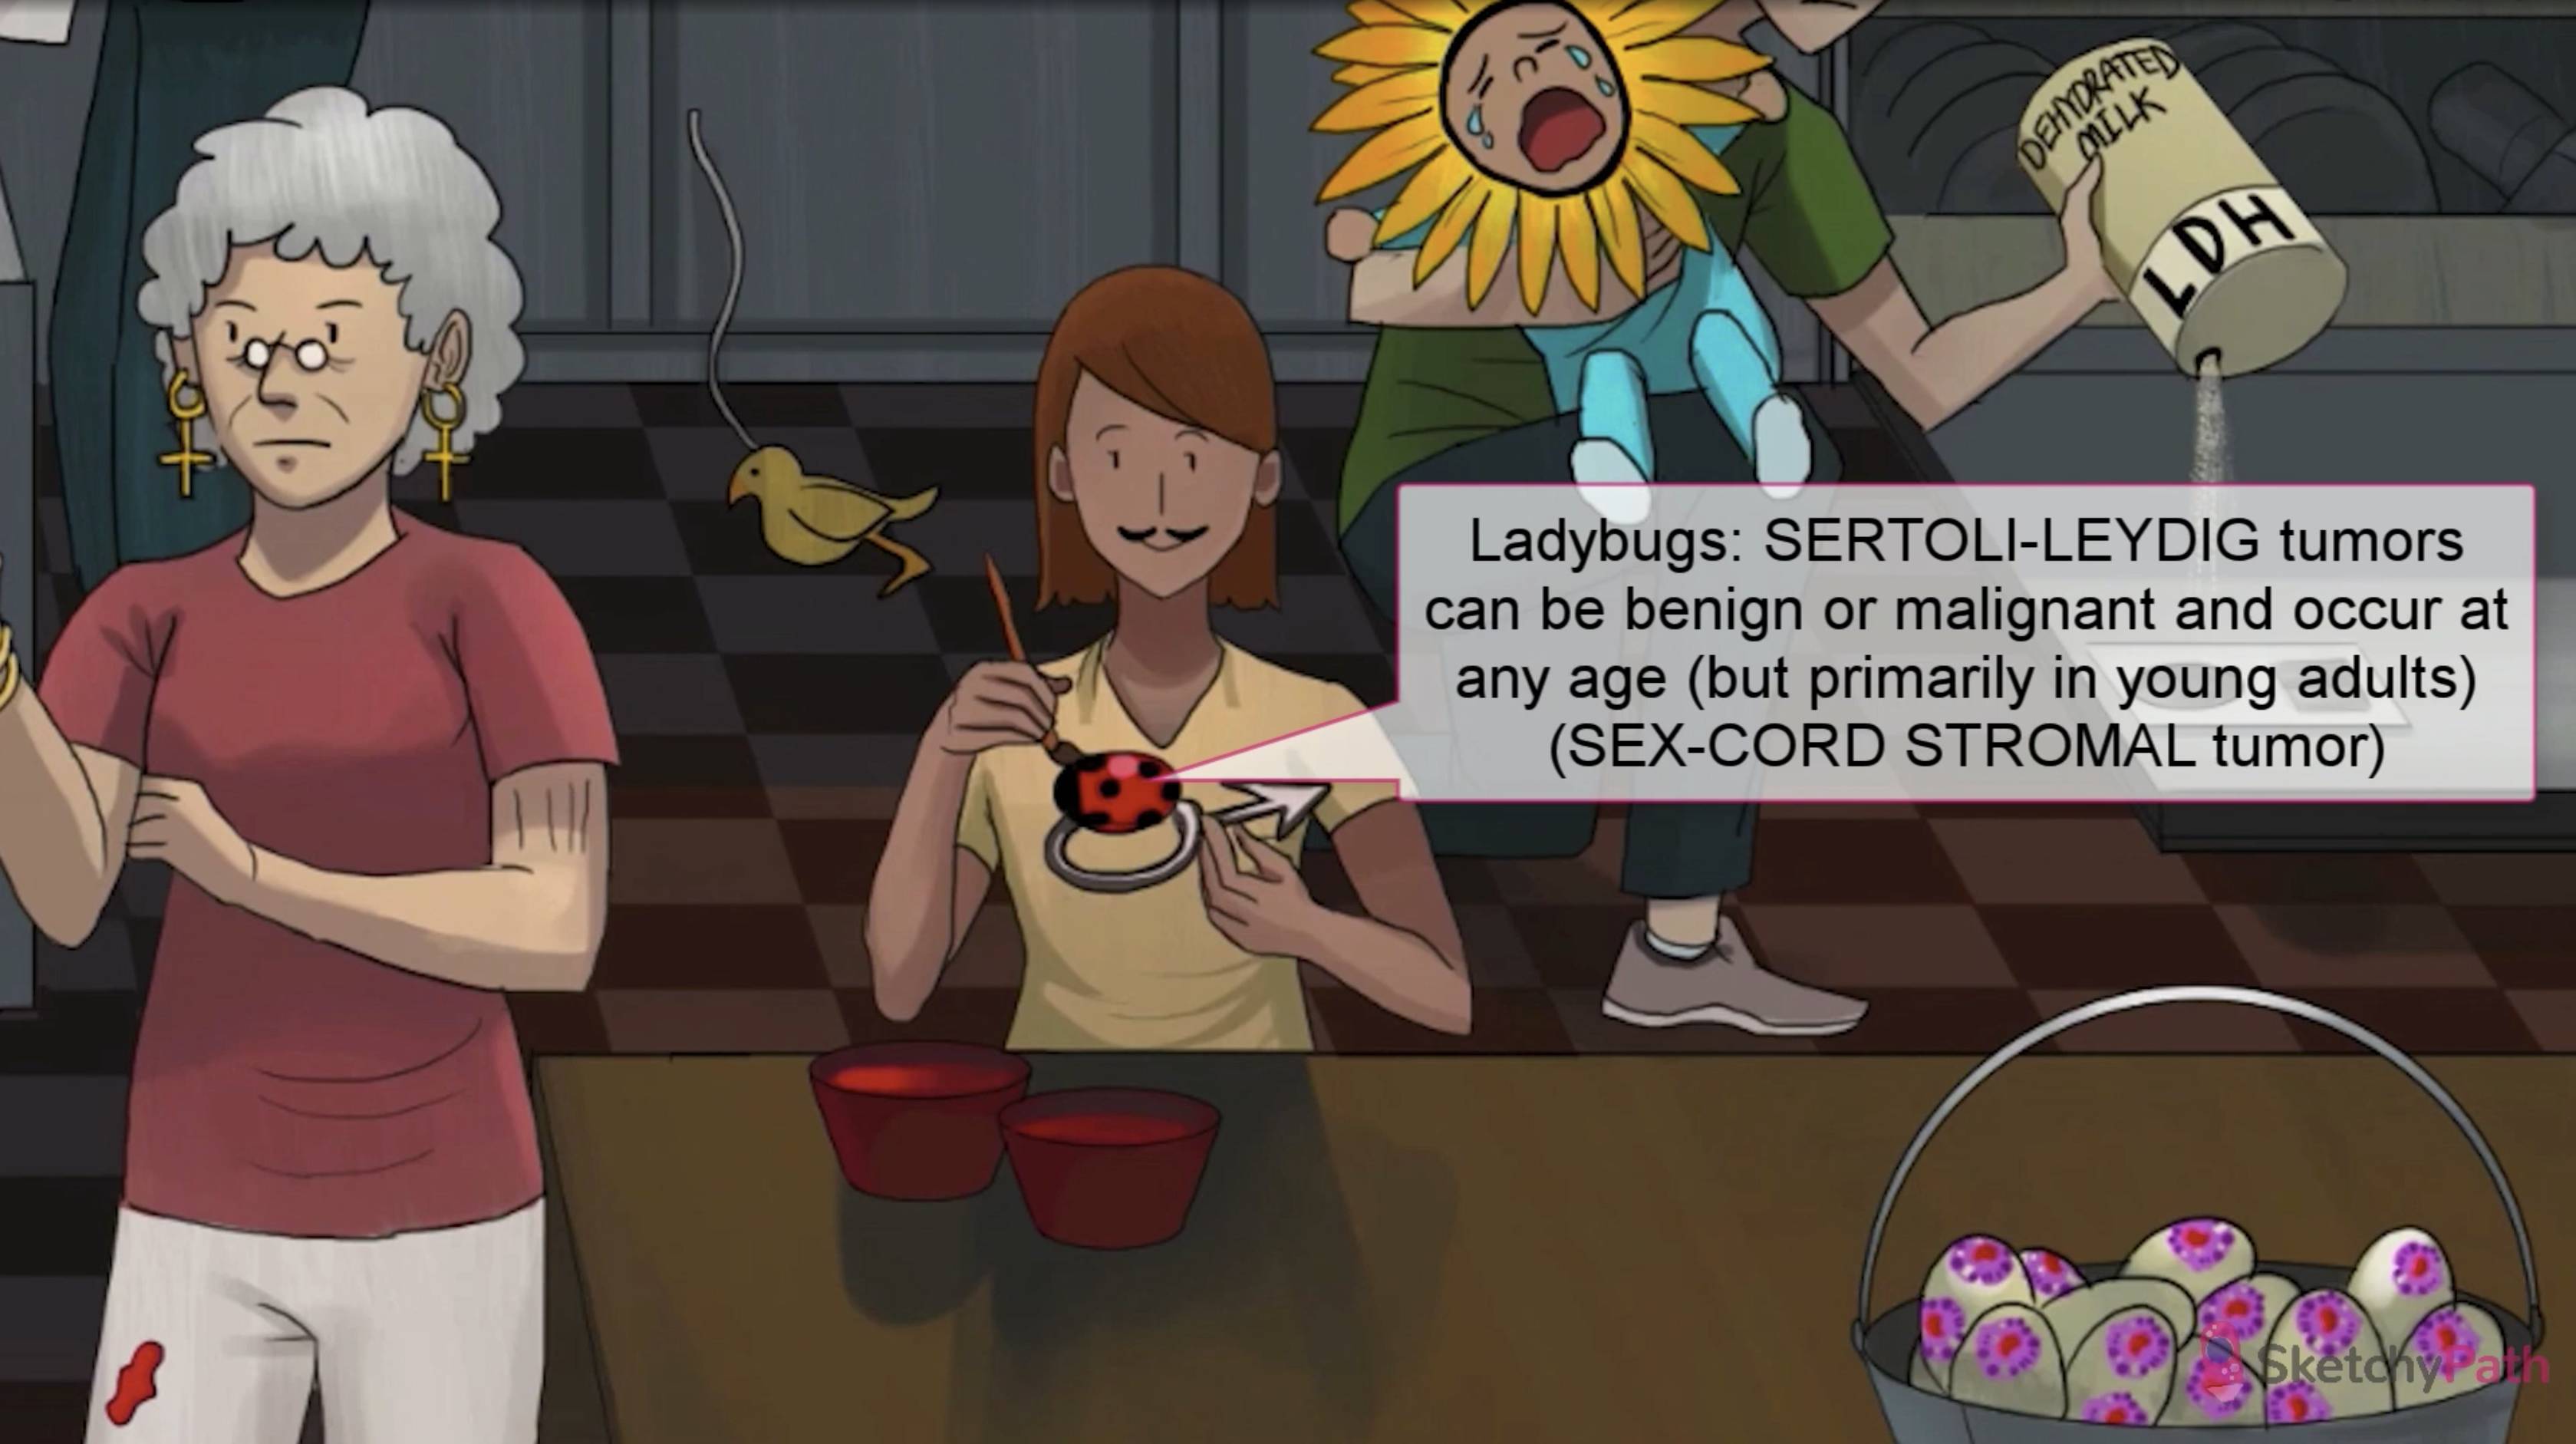 DEHYDRATED
MILK
LDH
Ladybugs: SERTOLI-LEYDIG tumors
can be benign or malignant and occur at
any age (but primarily in young adults)
(SEX-CORD STROMAL tumor)
SketchyPath